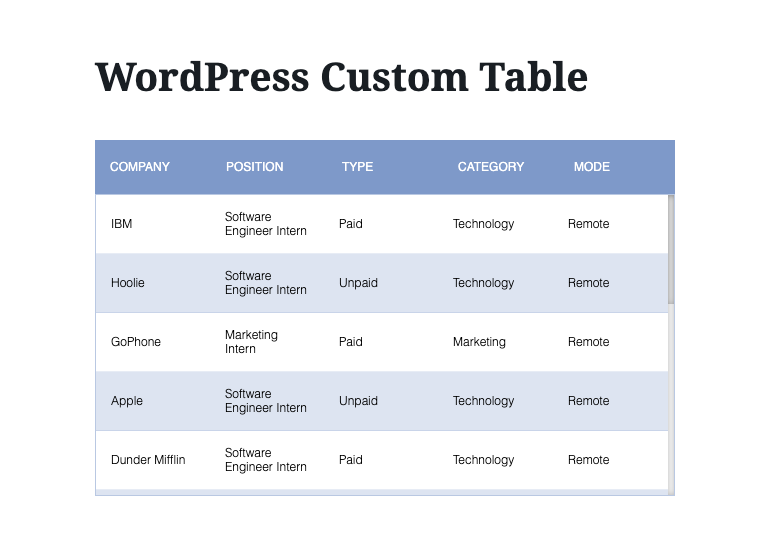 WordPress Custom Table
COMPANY POSITION TYPE CATEGORY MODE
IBM Software Engineer Intern Paid Technology Remote
Hoolie Software Engineer Intern Unpaid Technology Remote
GoPhone Marketing Intern Paid Marketing Remote
Apple Software Engineer Intern Unpaid Technology Remote
Dunder Mifflin Software Engineer Intern Paid Technology Remote